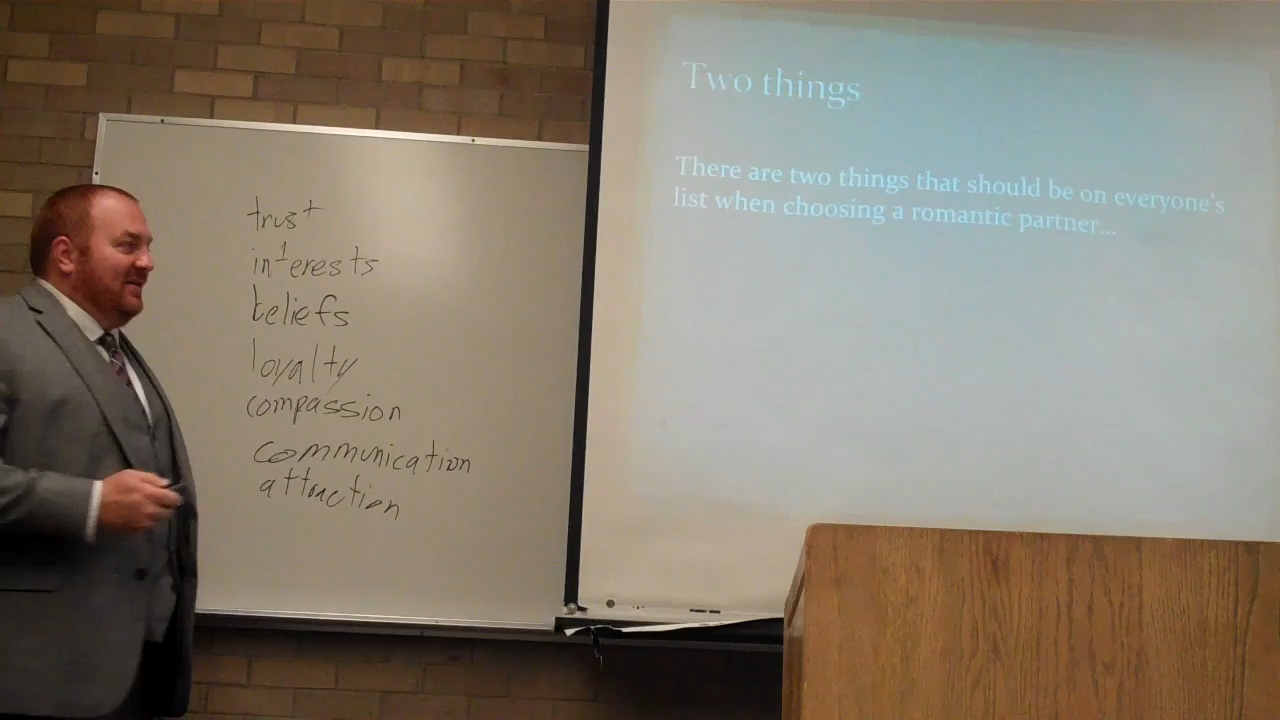 trust
interests
beliefs
loyalty
compassion
communication
attraction
Two things
There are two things that should be on everyone's
list when choosing a romantic partner...